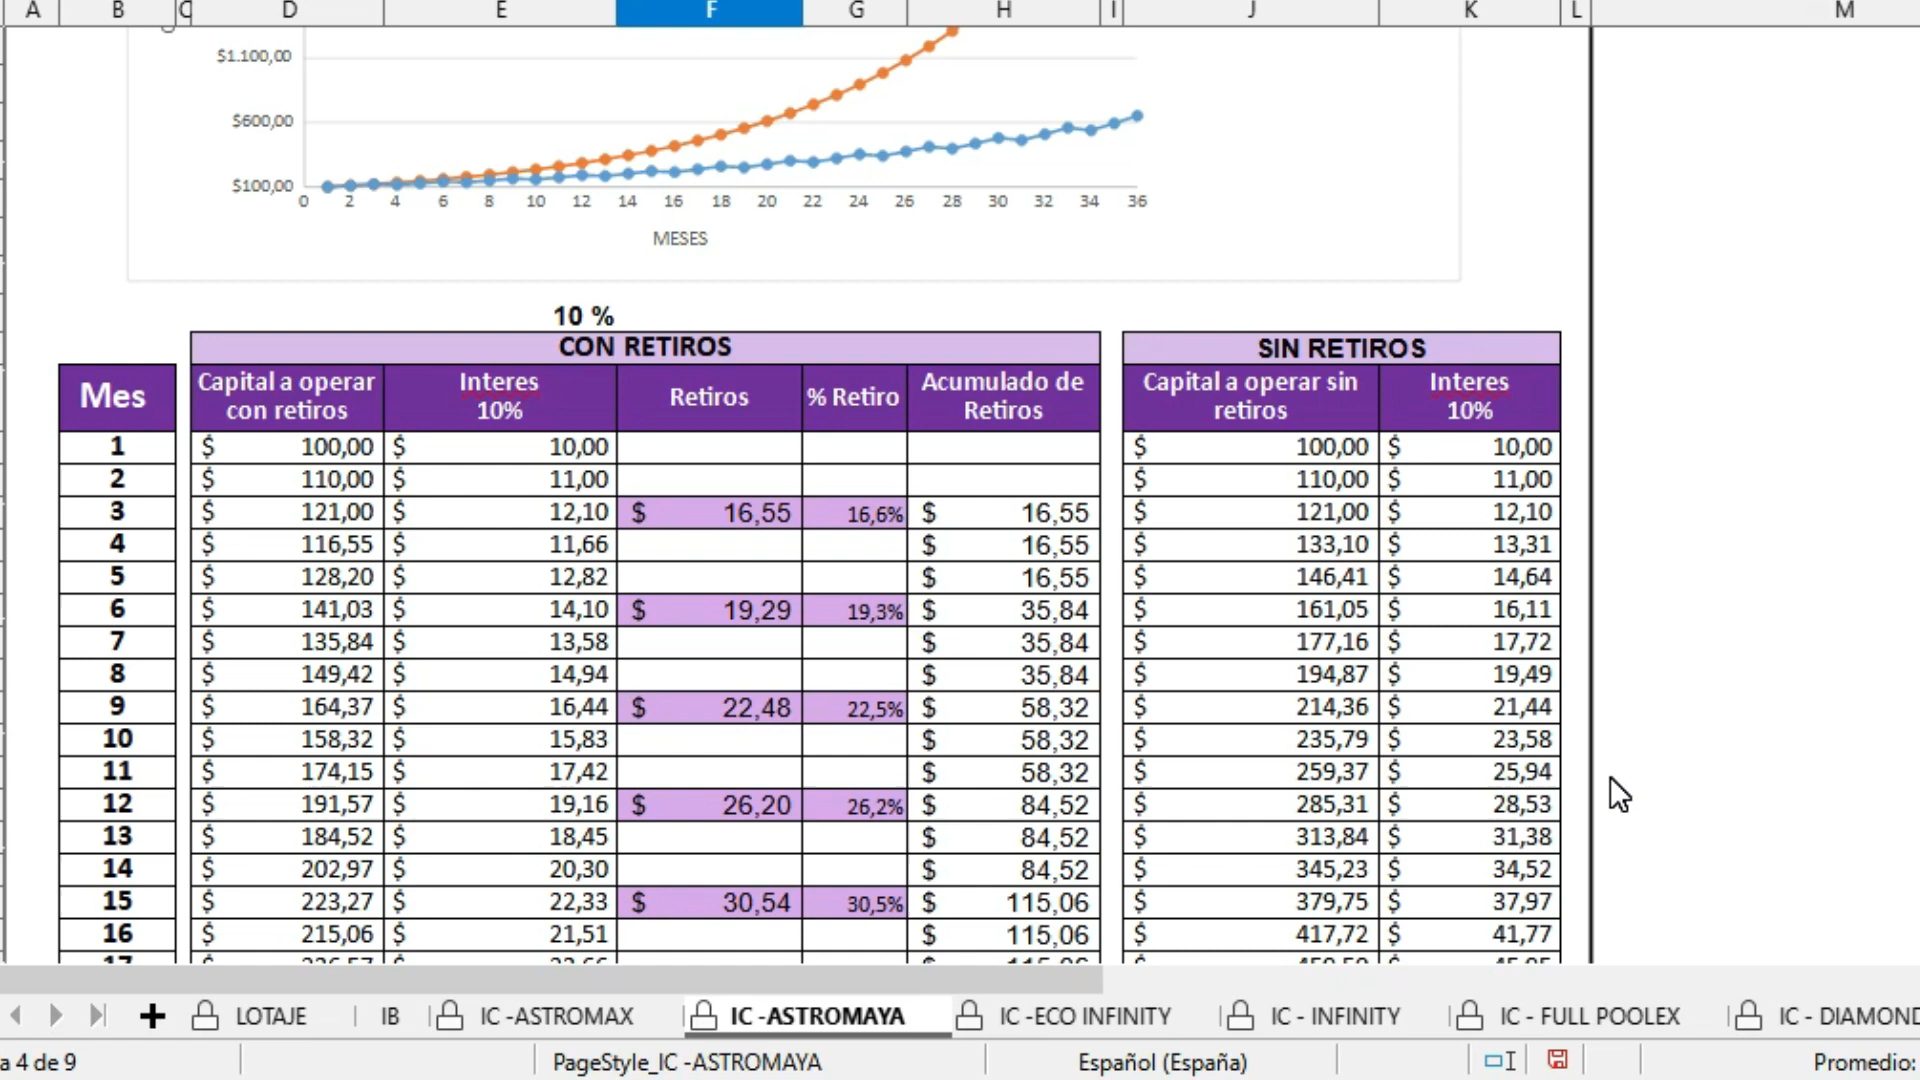 A B C D E F G H I J K L M
$1.100,00
$600,00
$100,00
0 2 4 6 8 10 12 14 16 18 20 22 24 26 28 30 32 34 36
MESES
10 %
CON RETIROS SIN RETIROS
Mes Capital a operar con retiros Interes 10% Retiros % Retiro Acumulado de Retiros Capital a operar sin retiros Interes 10%
1 $ 100,00 $ 10,00 $ 100,00 $ 10,00
2 $ 110,00 $ 11,00 $ 110,00 $ 11,00
3 $ 121,00 $ 12,10 $ 16,55 16,6% $ 16,55 $ 121,00 $ 12,10
4 $ 116,55 $ 11,66 $ 16,55 $ 133,10 $ 13,31
5 $ 128,20 $ 12,82 $ 16,55 $ 146,41 $ 14,64
6 $ 141,03 $ 14,10 $ 19,29 19,3% $ 35,84 $ 161,05 $ 16,11
7 $ 135,84 $ 13,58 $ 35,84 $ 177,16 $ 17,72
8 $ 149,42 $ 14,94 $ 35,84 $ 194,87 $ 19,49
9 $ 164,37 $ 16,44 $ 22,48 22,5% $ 58,32 $ 214,36 $ 21,44
10 $ 158,32 $ 15,83 $ 58,32 $ 235,79 $ 23,58
11 $ 174,15 $ 17,42 $ 58,32 $ 259,37 $ 25,94
12 $ 191,57 $ 19,16 $ 26,20 26,2% $ 84,52 $ 285,31 $ 28,53
13 $ 184,52 $ 18,45 $ 84,52 $ 313,84 $ 31,38
14 $ 202,97 $ 20,30 $ 84,52 $ 345,23 $ 34,52
15 $ 223,27 $ 22,33 $ 30,54 30,5% $ 115,06 $ 379,75 $ 37,97
16 $ 215,06 $ 21,51 $ 115,06 $ 417,72 $ 41,77
LOTAJE IB IC -ASTROMAX IC -ASTROMAYA IC -ECO INFINITY IC - INFINITY IC - FULL POOLEX IC - DIAMOND
a 4 de 9 PageStyle_IC -ASTROMAYA Español (España) Promedio: